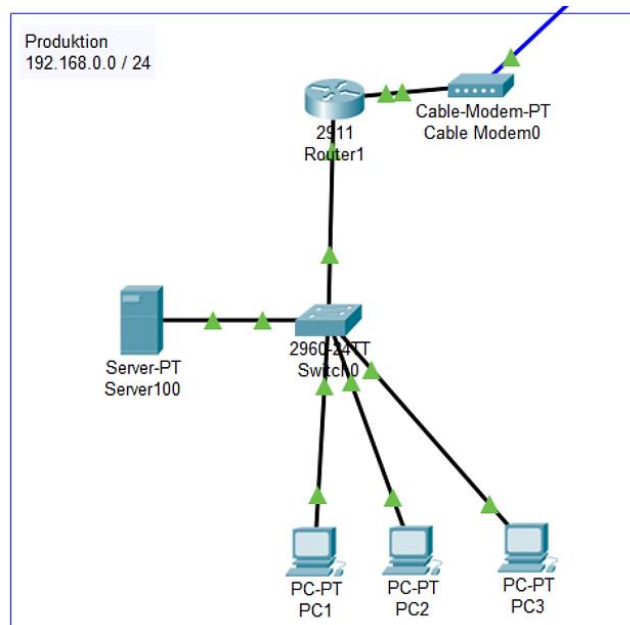 Produktion
192.168.0.0 / 24
2911
Router1
Cable-Modem-PT
Cable Modem0
Server-PT
Server100
2960-24TT
Switch0
PC-PT
PC1
PC-PT
PC2
PC-PT
PC3